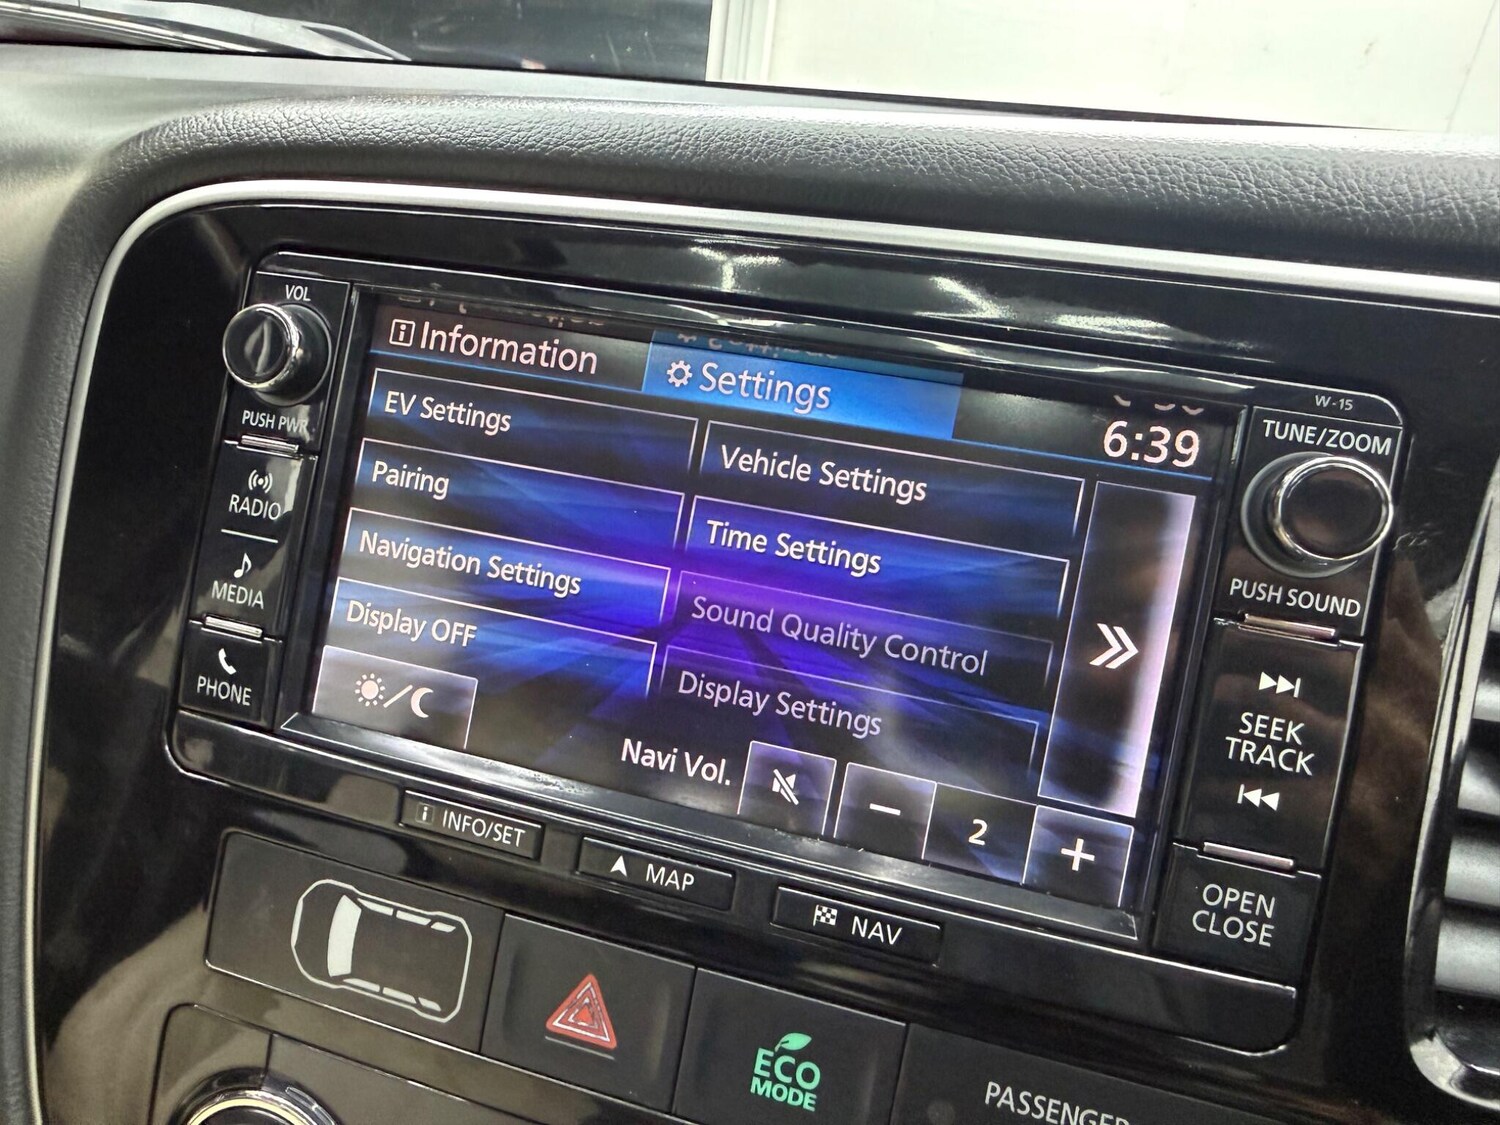 VOL
PUSH PWR
RADIO
MEDIA
PHONE
Information
Settings
6:39
EV Settings
Vehicle Settings
Pairing
Time Settings
Navigation Settings
Sound Quality Control
Display OFF
Display Settings
Navi Vol.
2
W-15
TUNE/ZOOM
PUSH SOUND
SEEK
TRACK
OPEN
CLOSE
INFO/SET
MAP
NAV
ECO
MODE
PASSENGER